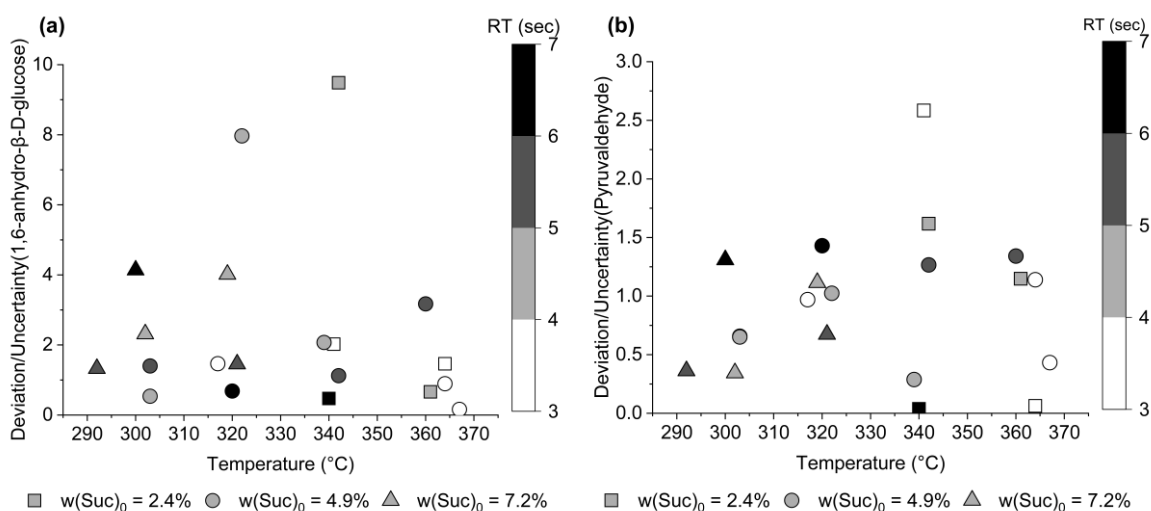 (a)
RT (sec)
Deviation/Uncertainty(1,6-anhydro-β-D-glucose)
10
8
6
4
2
0
290 300 310 320 330 340 350 360 370
Temperature (°C)
7
6
5
4
3
w(Suc)₀ = 2.4% w(Suc)₀ = 4.9% w(Suc)₀ = 7.2%
(b)
RT (sec)
Deviation/Uncertainty(Pyruvaldehyde)
3.0
2.5
2.0
1.5
1.0
0.5
0.0
290 300 310 320 330 340 350 360 370
Temperature (°C)
7
6
5
4
3
w(Suc)₀ = 2.4% w(Suc)₀ = 4.9% w(Suc)₀ = 7.2%